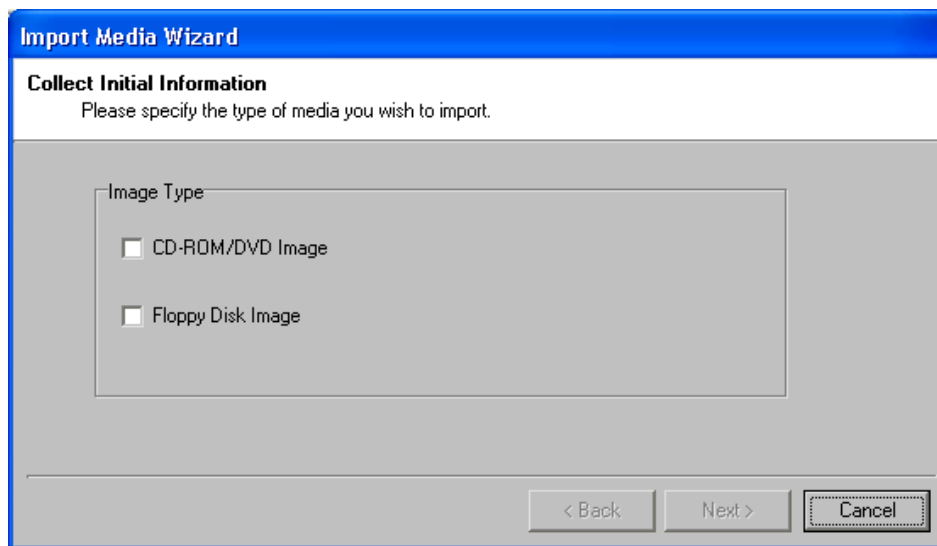 Import Media Wizard
Collect Initial Information
Please specify the type of media you wish to import.
Image Type
CD-ROM/DVD Image
Floppy Disk Image
< Back Next > Cancel